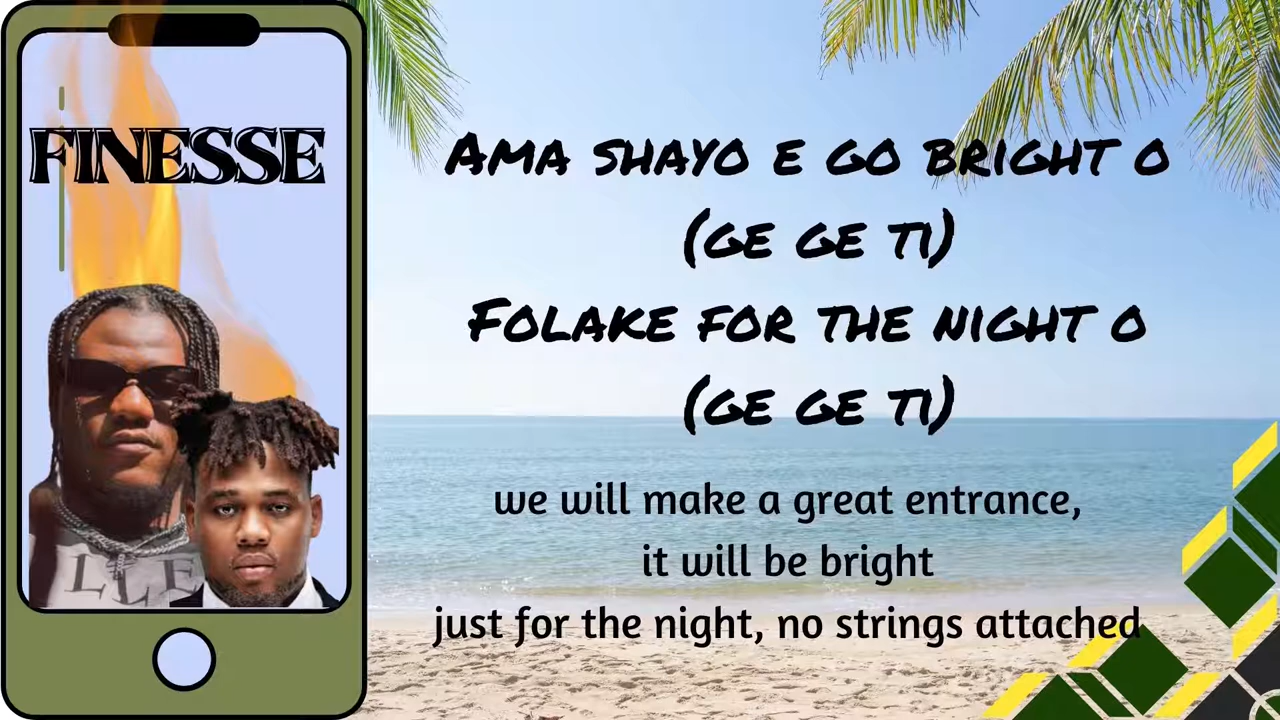 FINESSE
AMA SHAYO E GO BRIGHT O
(GE GE TI)
FOLAKE FOR THE NIGHT O
(GE GE TI)
we will make a great entrance,
it will be bright
just for the night, no strings attached